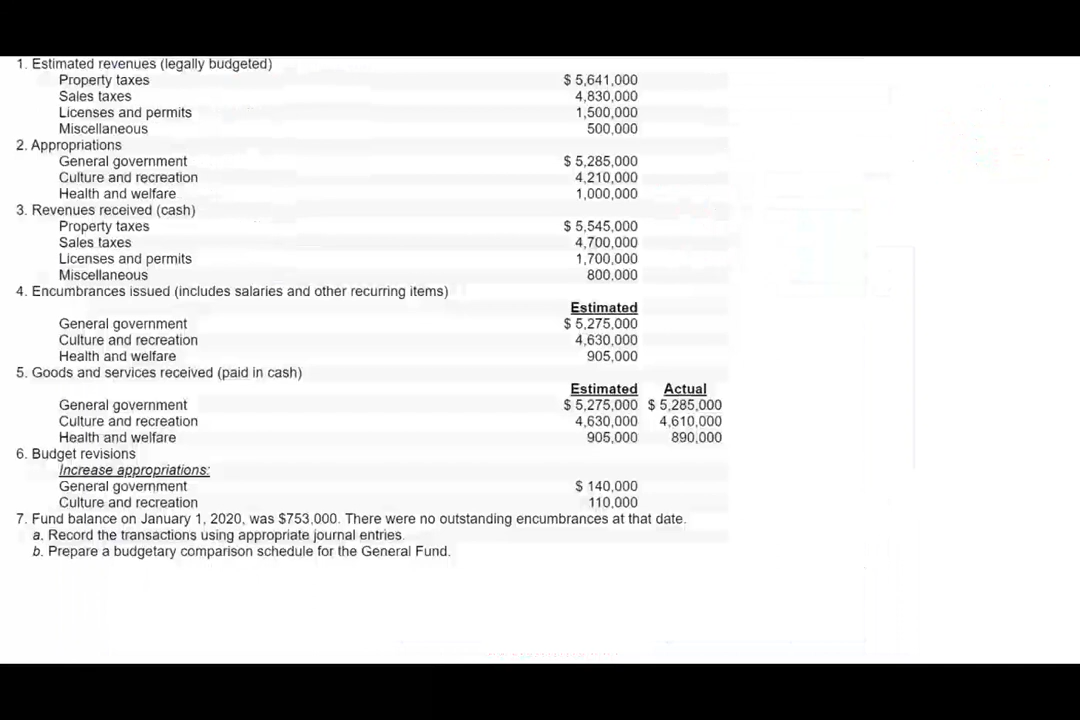 1. Estimated revenues (legally budgeted)
Property taxes $ 5,641,000
Sales taxes 4,830,000
Licenses and permits 1,500,000
Miscellaneous 500,000
2. Appropriations
General government $ 5,285,000
Culture and recreation 4,210,000
Health and welfare 1,000,000
3. Revenues received (cash)
Property taxes $ 5,545,000
Sales taxes 4,700,000
Licenses and permits 1,700,000
Miscellaneous 800,000
4. Encumbrances issued (includes salaries and other recurring items)
Estimated
General government $ 5,275,000
Culture and recreation 4,630,000
Health and welfare 905,000
5. Goods and services received (paid in cash)
Estimated Actual
General government $ 5,275,000 $ 5,285,000
Culture and recreation 4,630,000 4,610,000
Health and welfare 905,000 890,000
6. Budget revisions
Increase appropriations:
General government $ 140,000
Culture and recreation 110,000
7. Fund balance on January 1, 2020, was $753,000. There were no outstanding encumbrances at that date.
a. Record the transactions using appropriate journal entries.
b. Prepare a budgetary comparison schedule for the General Fund.